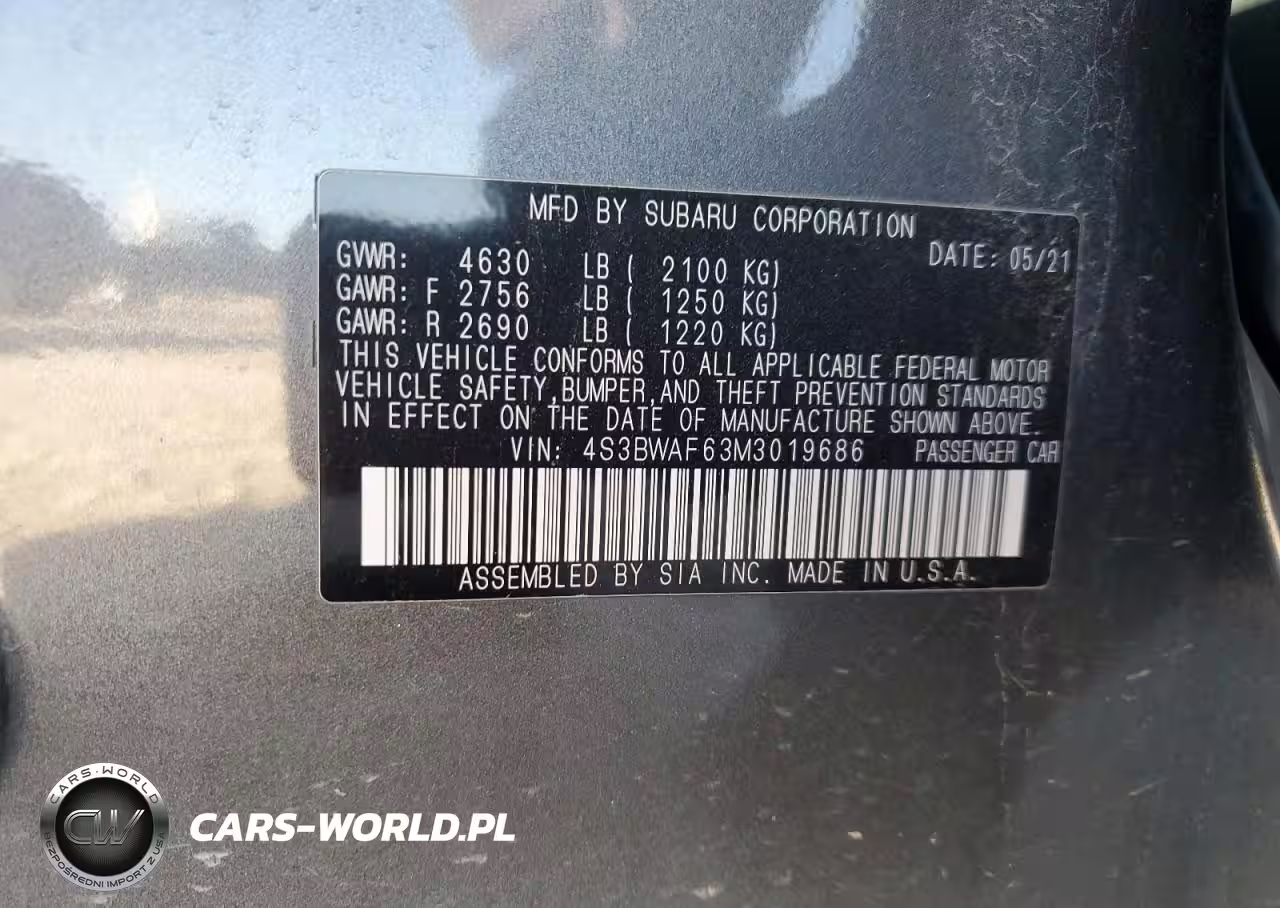 MFD BY SUBARU CORPORATION
DATE: 05/21
GVWR: 4630 LB ( 2100 KG)
GAWR: F 2756 LB ( 1250 KG)
GAWR: R 2690 LB ( 1220 KG)
THIS VEHICLE CONFORMS TO ALL APPLICABLE FEDERAL MOTOR
VEHICLE SAFETY, BUMPER, AND THEFT PREVENTION STANDARDS
IN EFFECT ON THE DATE OF MANUFACTURE SHOWN ABOVE.
VIN: 4S3BWAF63M3019686 PASSENGER CAR
ASSEMBLED BY SIA INC. MADE IN U.S.A.
CARS-WORLD
CW
BEZPOŚREDNI IMPORT Z USA
CARS-WORLD.PL